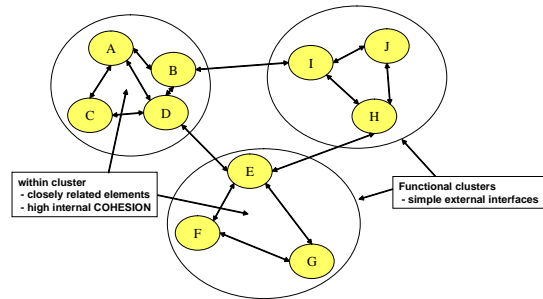 A
B
C
D
I
J
H
E
F
G
within cluster
- closely related elements
- high internal COHESION
Functional clusters
- simple external interfaces